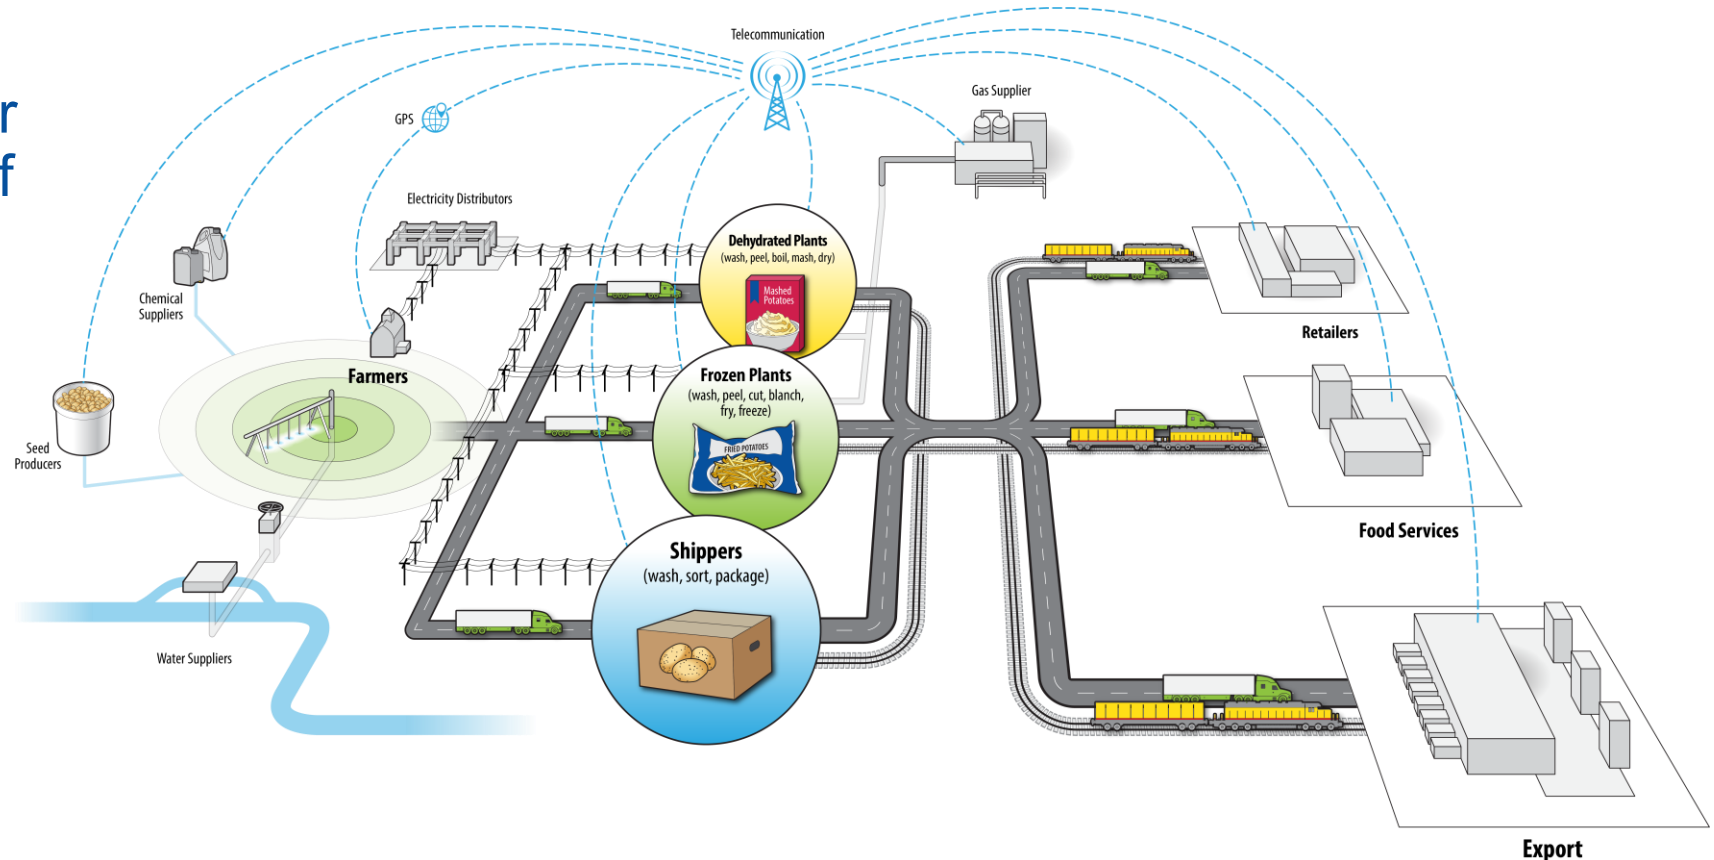 r
f
Telecommunication
GPS
Gas Supplier
Electricity Distributors
Chemical
Suppliers
Farmers
Seed
Producers
Water Suppliers
Dehydrated Plants
(wash, peel, boil, mash, dry)
Mashed
Potatoes
Frozen Plants
(wash, peel, cut, blanch,
fry, freeze)
FRIED POTATOES
Shippers
(wash, sort, package)
Retailers
Food Services
Export